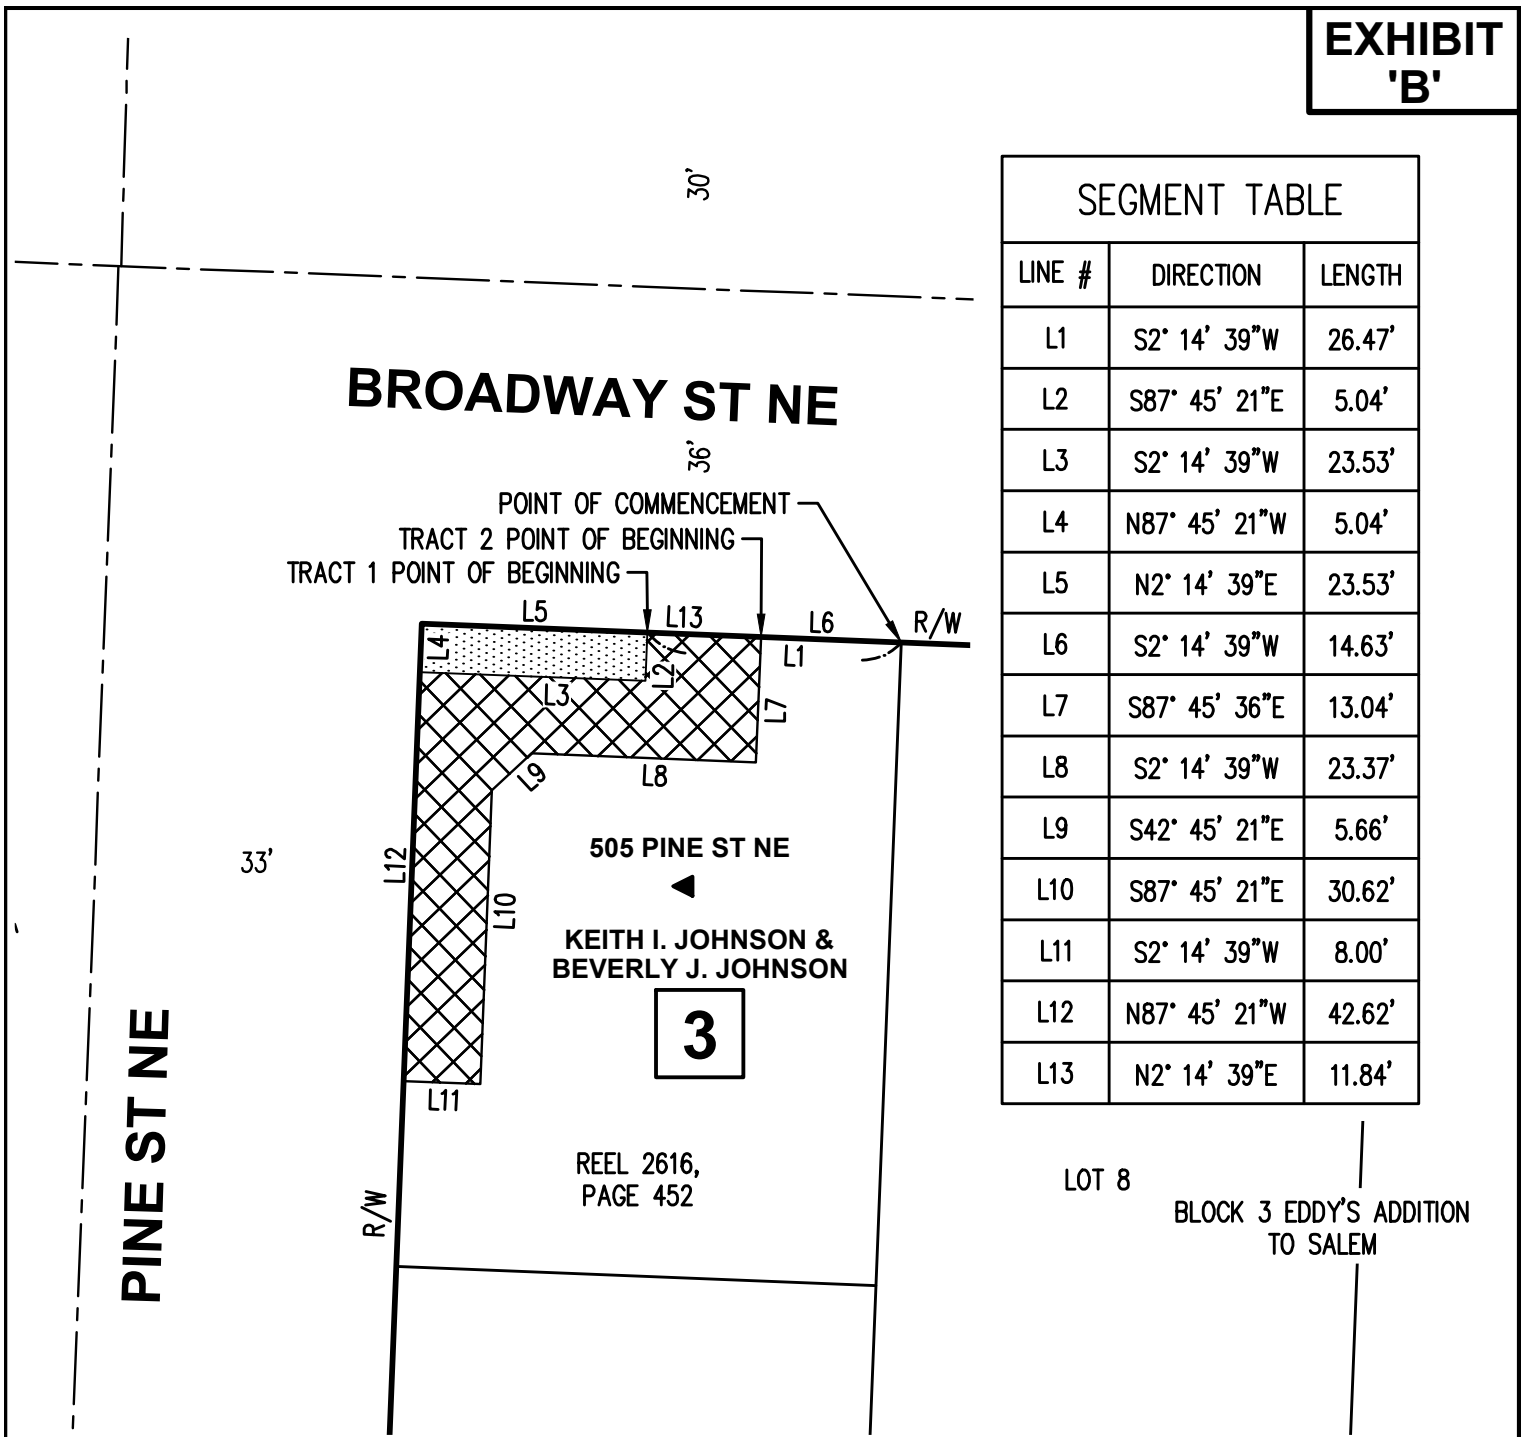 EXHIBIT
'B'
30'
SEGMENT TABLE
LINE # DIRECTION LENGTH
L1 S2° 14' 39"W 26.47'
L2 S87° 45' 21"E 5.04'
L3 S2° 14' 39"W 23.53'
L4 N87° 45' 21"W 5.04'
L5 N2° 14' 39"E 23.53'
L6 S2° 14' 39"W 14.63'
L7 S87° 45' 36"E 13.04'
L8 S2° 14' 39"W 23.37'
L9 S42° 45' 21"E 5.66'
L10 S87° 45' 21"E 30.62'
L11 S2° 14' 39"W 8.00'
L12 N87° 45' 21"W 42.62'
L13 N2° 14' 39"E 11.84'
BROADWAY ST NE
36'
POINT OF COMMENCEMENT
TRACT 2 POINT OF BEGINNING
TRACT 1 POINT OF BEGINNING
L5
L13
L6
R/W
L4
L1
L2
L3
L7
L9
L8
33'
L12
L10
505 PINE ST NE
KEITH I. JOHNSON &
BEVERLY J. JOHNSON
3
L11
PINE ST NE
REEL 2616,
PAGE 452
R/W
LOT 8
BLOCK 3 EDDY'S ADDITION
TO SALEM